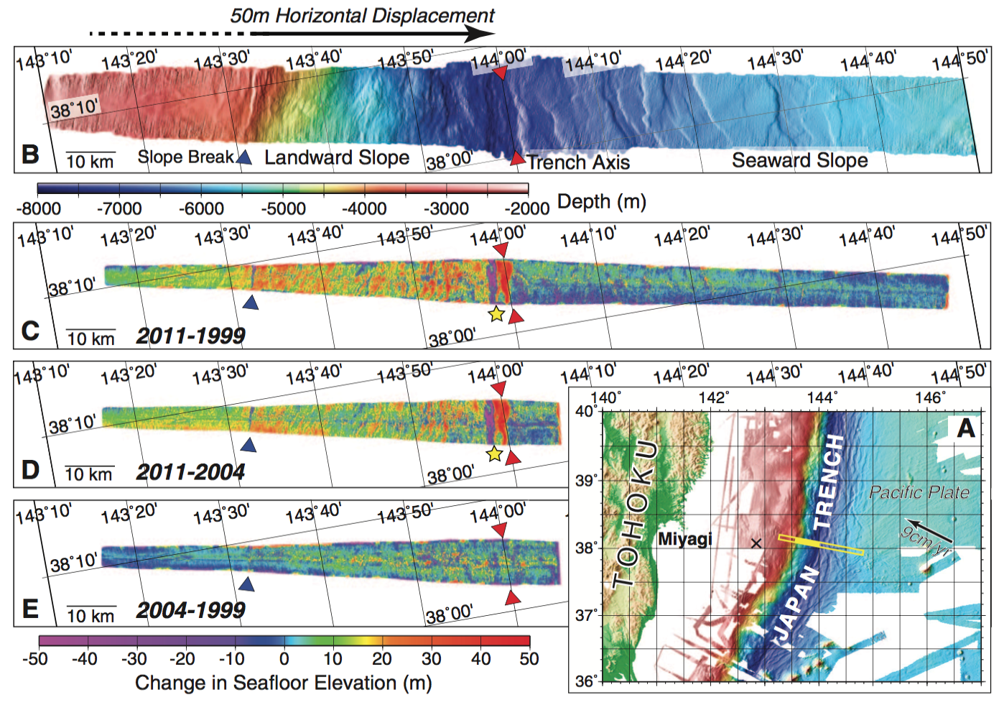 50m Horizontal Displacement
143°10' 143°20' 143°30' 143°40' 143°50' 144°00' 144°10' 144°20' 144°30' 144°40' 144°50'
38°10'
B 10 km Slope Break Landward Slope 38°00' Trench Axis Seaward Slope
-8000 -7000 -6000 -5000 -4000 -3000 -2000 Depth (m)
143°10' 143°20' 143°30' 143°40' 143°50' 144°00' 144°10' 144°20' 144°30' 144°40' 144°50'
38°10'
C 10 km 2011-1999 38°00'
143°10' 143°20' 143°30' 143°40' 143°50 144°00' 144°10' 144°20' 144°30' 144°40' 144°50'
38°10'
D 10 km 2011-2004 38°00'
143°10' 143°20' 143°30' 143°40' 143°50' 144°00'
38°10'
E 10 km 2004-1999 38°00'
-50 -40 -30 -20 -10 0 10 20 30 40 50
Change in Seafloor Elevation (m)
140° 142° 144° 146°
40° A
39°
38°
37°
36°
TOHOKU
Miyagi
JAPAN TRENCH
Pacific Plate
9cm/yr